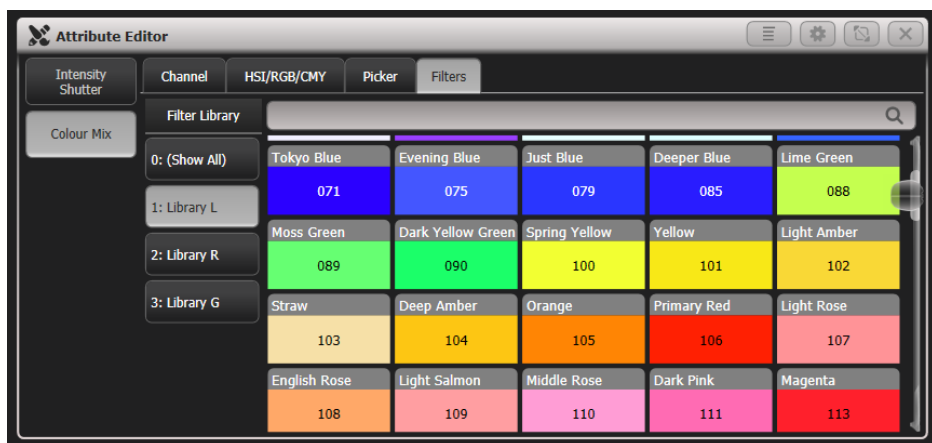 Attribute Editor
Intensity
Shutter
Colour Mix
Channel
HSI/RGB/CMY
Picker
Filters
Filter Library
0: (Show All)
1: Library L
2: Library R
3: Library G
Tokyo Blue
071
Evening Blue
075
Just Blue
079
Deeper Blue
085
Lime Green
088
Moss Green
089
Dark Yellow Green
090
Spring Yellow
100
Yellow
101
Light Amber
102
Straw
103
Deep Amber
104
Orange
105
Primary Red
106
Light Rose
107
English Rose
108
Light Salmon
109
Middle Rose
110
Dark Pink
111
Magenta
113